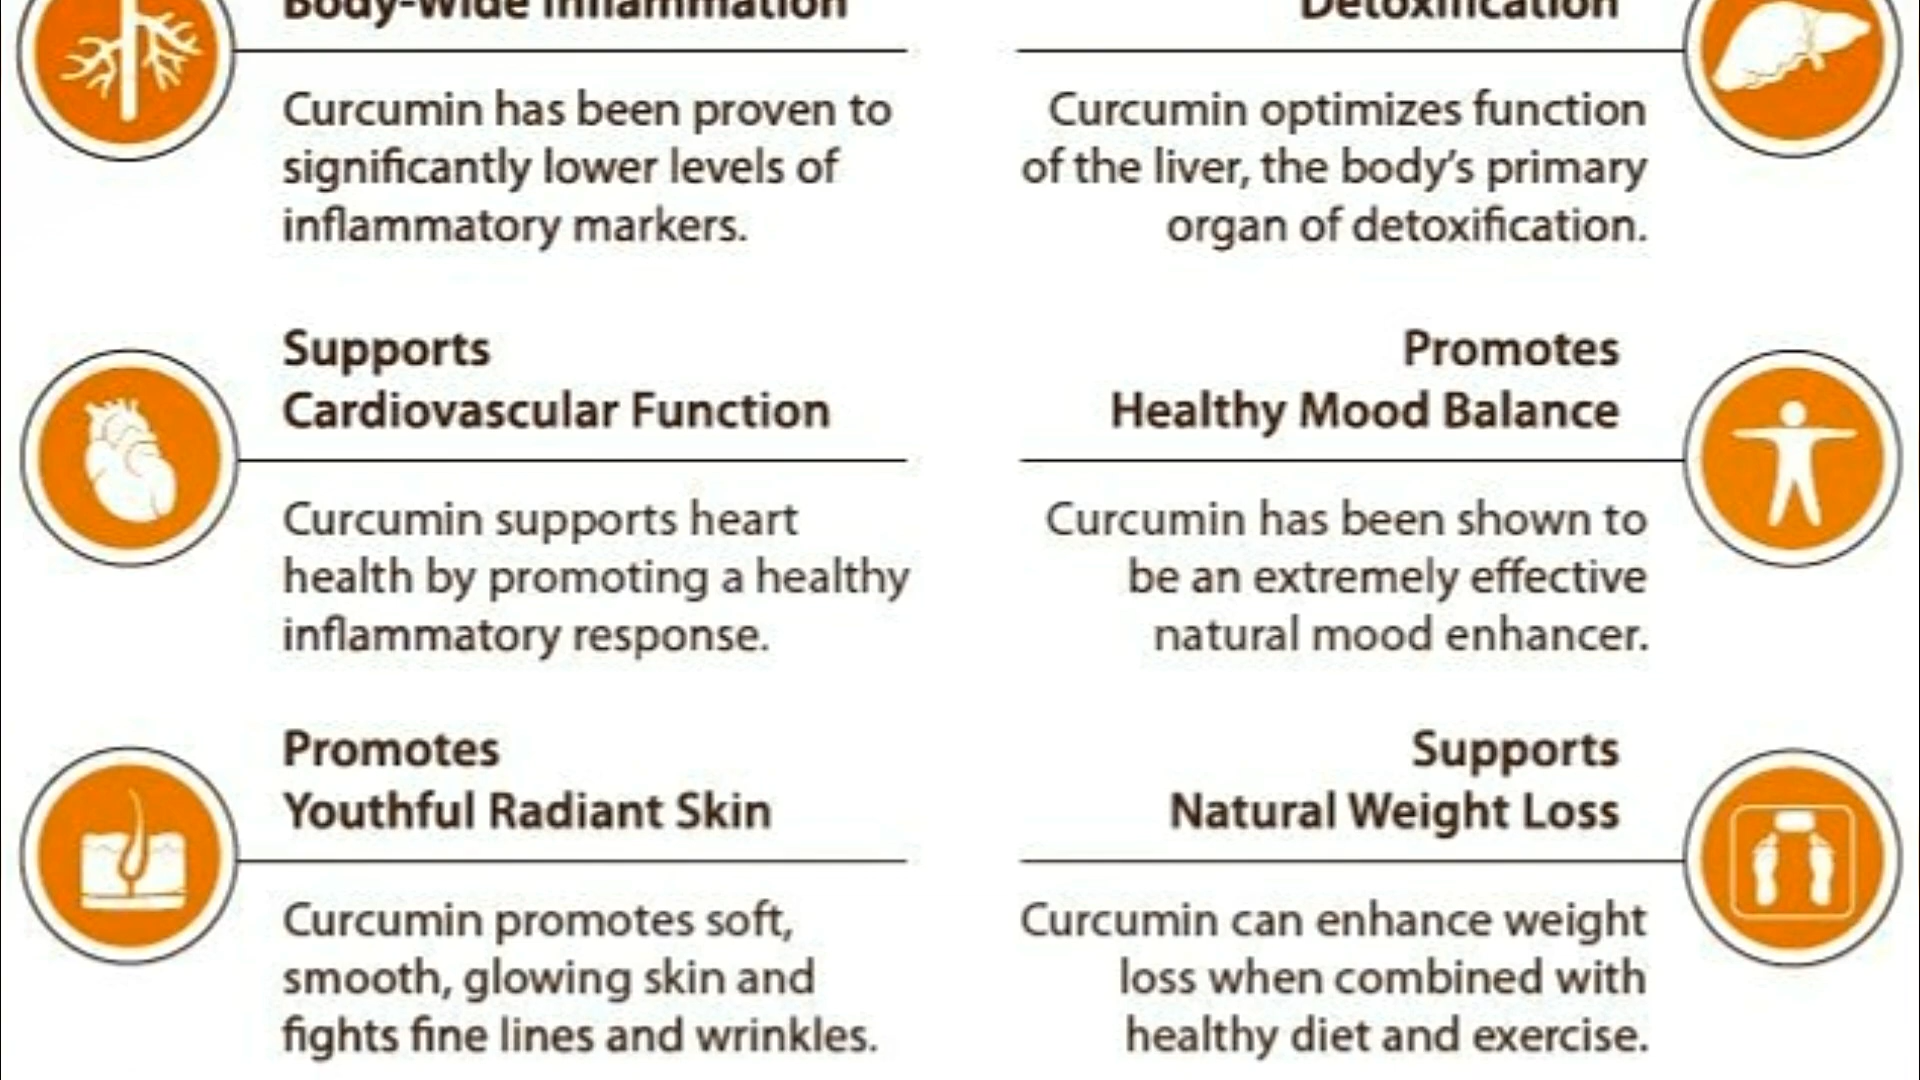 Body-Wide Inflammation
Curcumin has been proven to
significantly lower levels of
inflammatory markers.
Supports
Cardiovascular Function
Curcumin supports heart
health by promoting a healthy
inflammatory response.
Promotes
Youthful Radiant Skin
Curcumin promotes soft,
smooth, glowing skin and
fights fine lines and wrinkles.
Detoxification
Curcumin optimizes function
of the liver, the body's primary
organ of detoxification.
Promotes
Healthy Mood Balance
Curcumin has been shown to
be an extremely effective
natural mood enhancer.
Supports
Natural Weight Loss
Curcumin can enhance weight
loss when combined with
healthy diet and exercise.